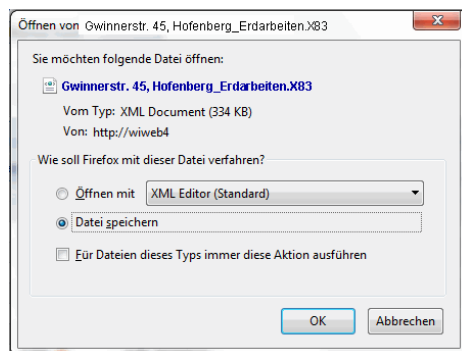 Öffnen von Gwinnerstr. 45, Hofenberg_Erdarbeiten.X83
Sie möchten folgende Datei öffnen:
Gwinnerstr. 45, Hofenberg_Erdarbeiten.X83
Vom Typ: XML Document (334 KB)
Von: http://wiweb4
Wie soll Firefox mit dieser Datei verfahren?
Öffnen mit XML Editor (Standard)
Datei speichern
Für Dateien dieses Typs immer diese Aktion ausführen
OK Abbrechen